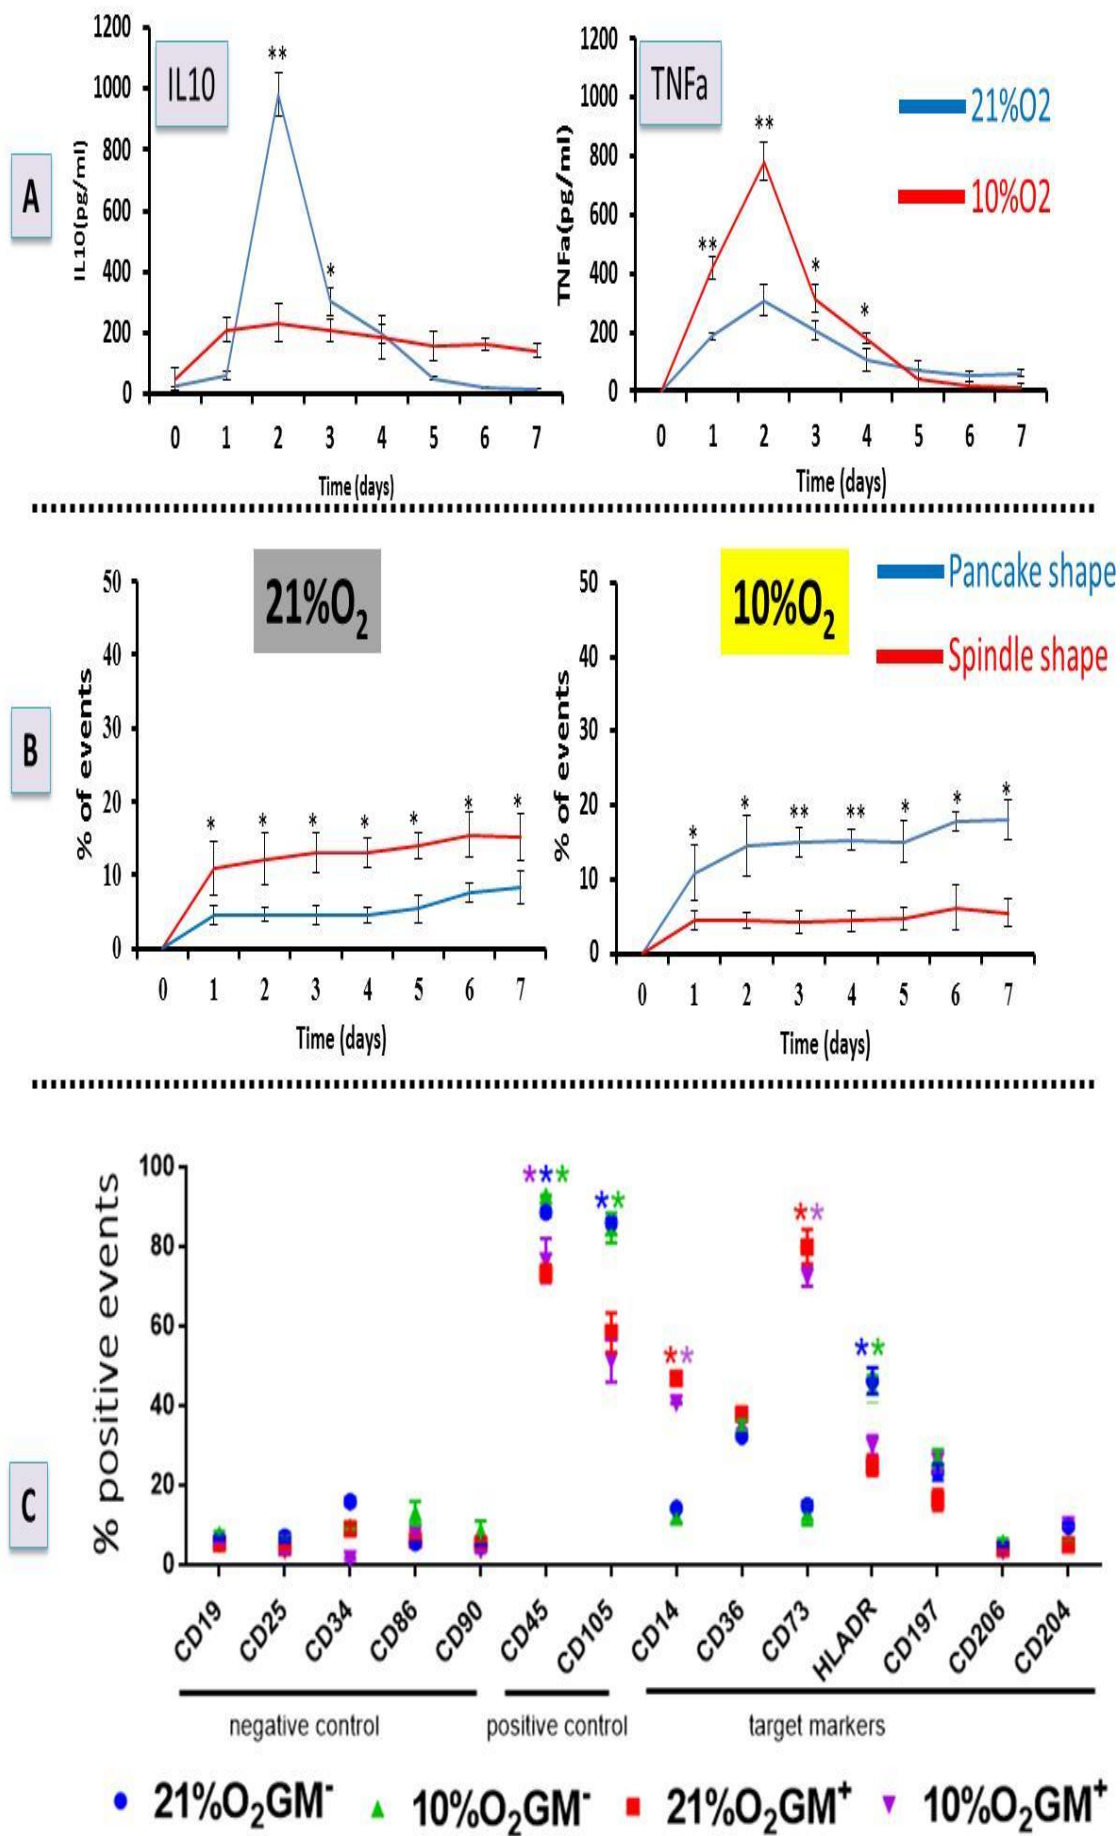 A
IL10
IL10(pg/ml)
1200
1000
800
600
400
200
0
**
*
0 1 2 3 4 5 6 7
Time (days)
TNFa
TNFa(pg/ml)
1200
1000
800
600
400
200
0
**
**
*
*
0 1 2 3 4 5 6 7
Time (days)
21%O2
10%O2
B
21%O₂
% of events
50
40
30
20
10
0
* * * * * * *
0 1 2 3 4 5 6 7
Time (days)
10%O₂
% of events
50
40
30
20
10
0
* * ** ** * * *
0 1 2 3 4 5 6 7
Time (days)
Pancake shape
Spindle shape
C
% positive events
100
80
60
40
20
0
***
**
**
**
**
CD19 CD25 CD34 CD86 CD90 CD45 CD105 CD14 CD36 CD73 HLADR CD197 CD206 CD204
negative control positive control target markers
21%O₂GM⁻ 10%O₂GM⁻ 21%O₂GM⁺ 10%O₂GM⁺